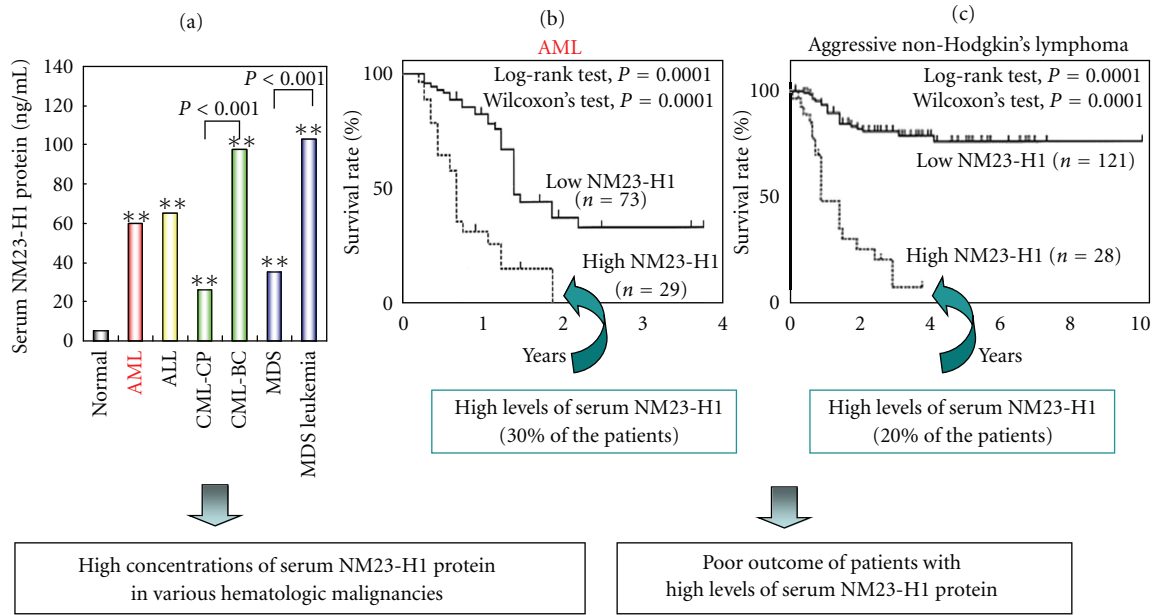 (a)
Serum NM23-H1 protein (ng/mL)
140
120
100
80
60
40
20
0
P < 0.001
P < 0.001
**
**
**
**
**
**
Normal
AML
ALL
CML-CP
CML-BC
MDS
MDS leukemia
(b)
AML
Survival rate (%)
100
50
0
Log-rank test, P = 0.0001
Wilcoxon's test, P = 0.0001
Low NM23-H1
(n = 73)
High NM23-H1
(n = 29)
0
1
2
3
4
Years
High levels of serum NM23-H1
(30% of the patients)
(c)
Aggressive non-Hodgkin's lymphoma
Survival rate (%)
100
50
0
Log-rank test, P = 0.0001
Wilcoxon's test, P = 0.0001
Low NM23-H1 (n = 121)
High NM23-H1 (n = 28)
0
2
4
6
8
10
Years
High levels of serum NM23-H1
(20% of the patients)
High concentrations of serum NM23-H1 protein
in various hematologic malignancies
Poor outcome of patients with
high levels of serum NM23-H1 protein